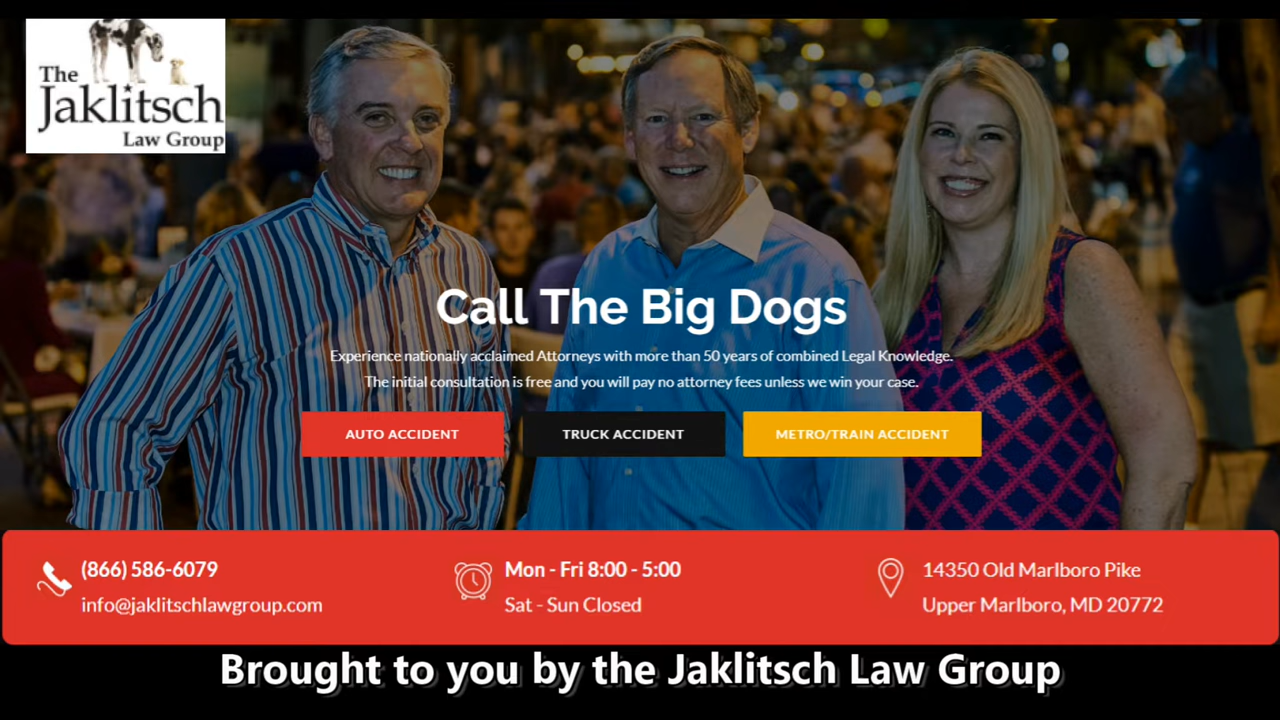 The
Jaklitsch
Law Group
Call The Big Dogs
Experience nationally acclaimed Attorneys with more than 50 years of combined Legal Knowledge.
The initial consultation is free and you will pay no attorney fees unless we win your case.
AUTO ACCIDENT
TRUCK ACCIDENT
METRO/TRAIN ACCIDENT
(866) 586-6079
info@jaklitschlawgroup.com
Mon - Fri 8:00 - 5:00
Sat - Sun Closed
14350 Old Marlboro Pike
Upper Marlboro, MD 20772
Brought to you by the Jaklitsch Law Group